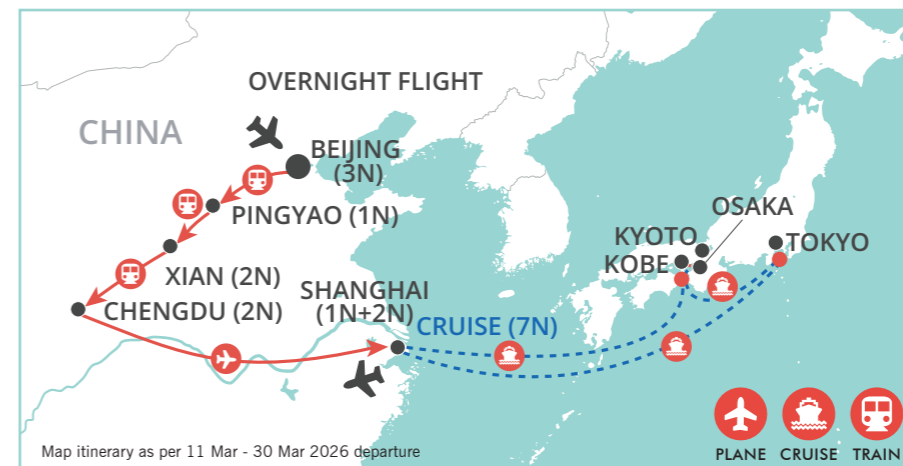 OVERNIGHT FLIGHT
CHINA
BEIJING
(3N)
PINGYAO (1N)
OSAKA
KYOTO
TOKYO
KOBE
XIAN (2N)
SHANGHAI
(1N+2N)
CHENGDU (2N)
CRUISE (7N)
Map itinerary as per 11 Mar - 30 Mar 2026 departure
PLANE CRUISE TRAIN